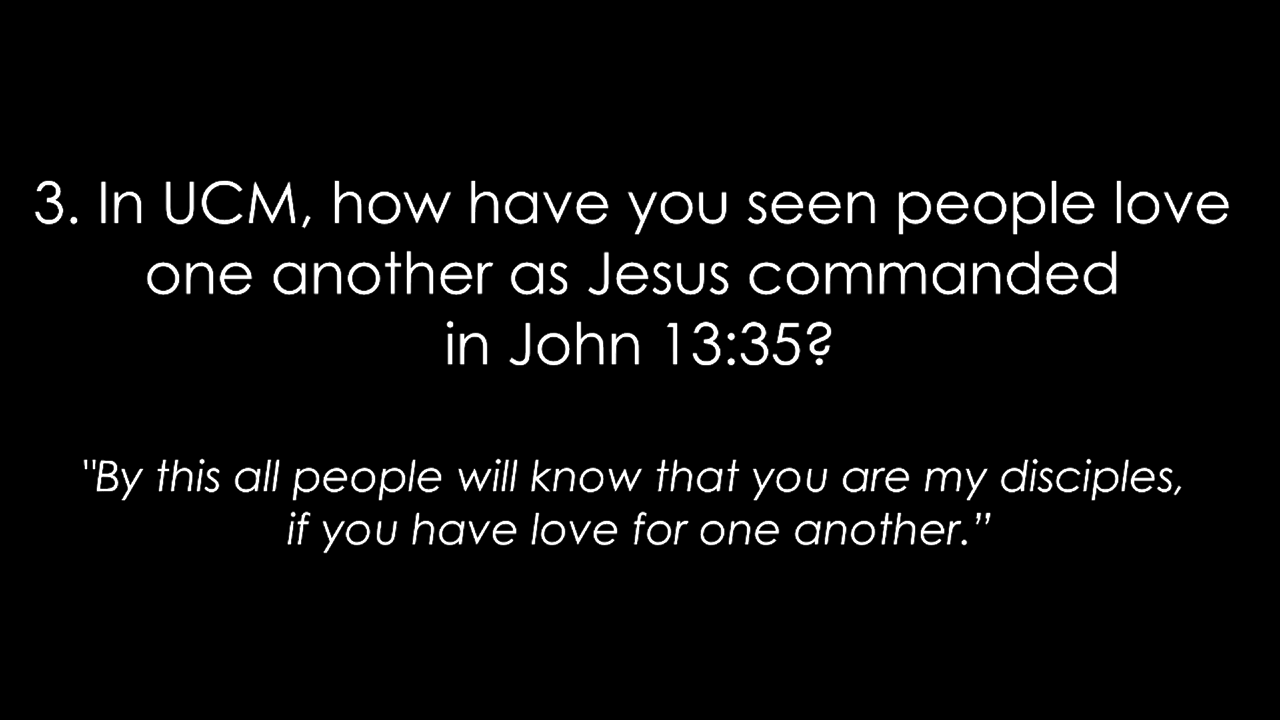 3. In UCM, how have you seen people love
one another as Jesus commanded
in John 13:35?
"By this all people will know that you are my disciples,
if you have love for one another.”